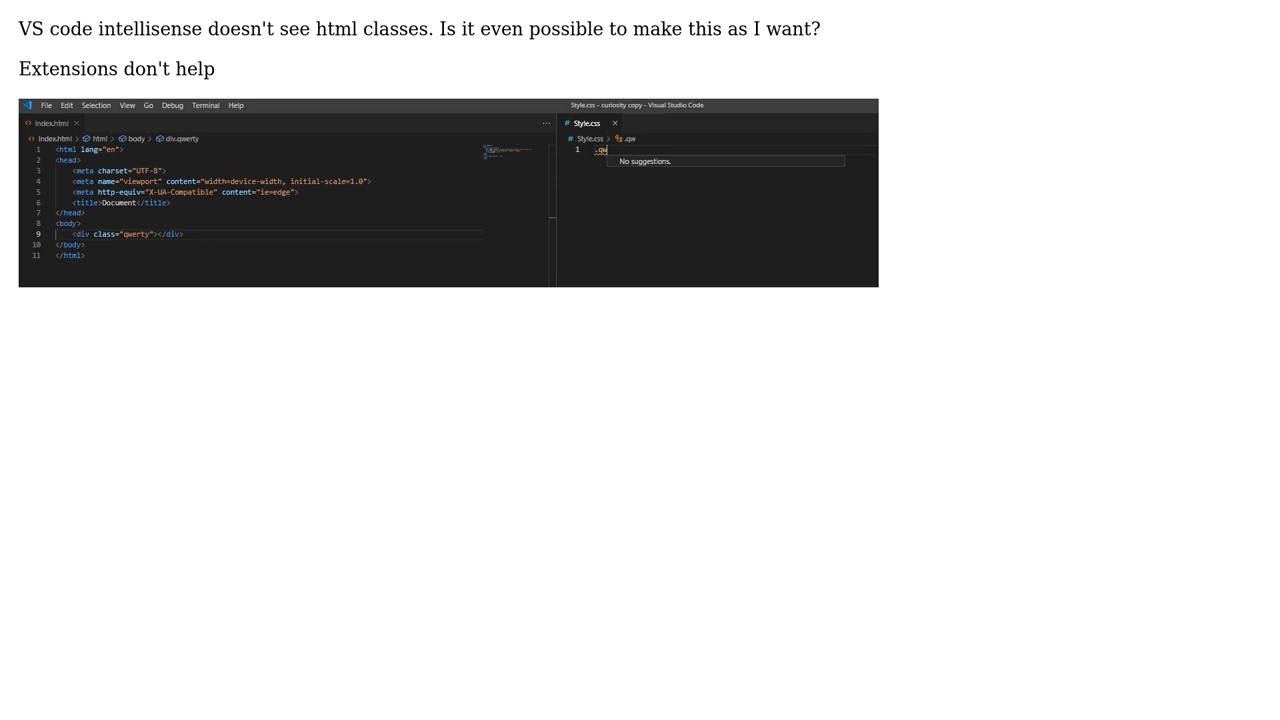 VS code intellisense doesn't see html classes. Is it even possible to make this as I want?
Extensions don't help
File Edit Selection View Go Debug Terminal Help
Style.css - curiosity copy - Visual Studio Code
Index.html ×
···
Index.html > html > body > div.qwerty
1 <html lang="en">
2 <head>
3 <meta charset="UTF-8">
4 <meta name="viewport" content="width=device-width, initial-scale=1.0">
5 <meta http-equiv="X-UA-Compatible" content="ie=edge">
6 <title>Document</title>
7 </head>
8 <body>
9 <div class="qwerty"></div>
10 </body>
11 </html>
# Style.css ×
# Style.css > .qw
1 .qw
No suggestions.